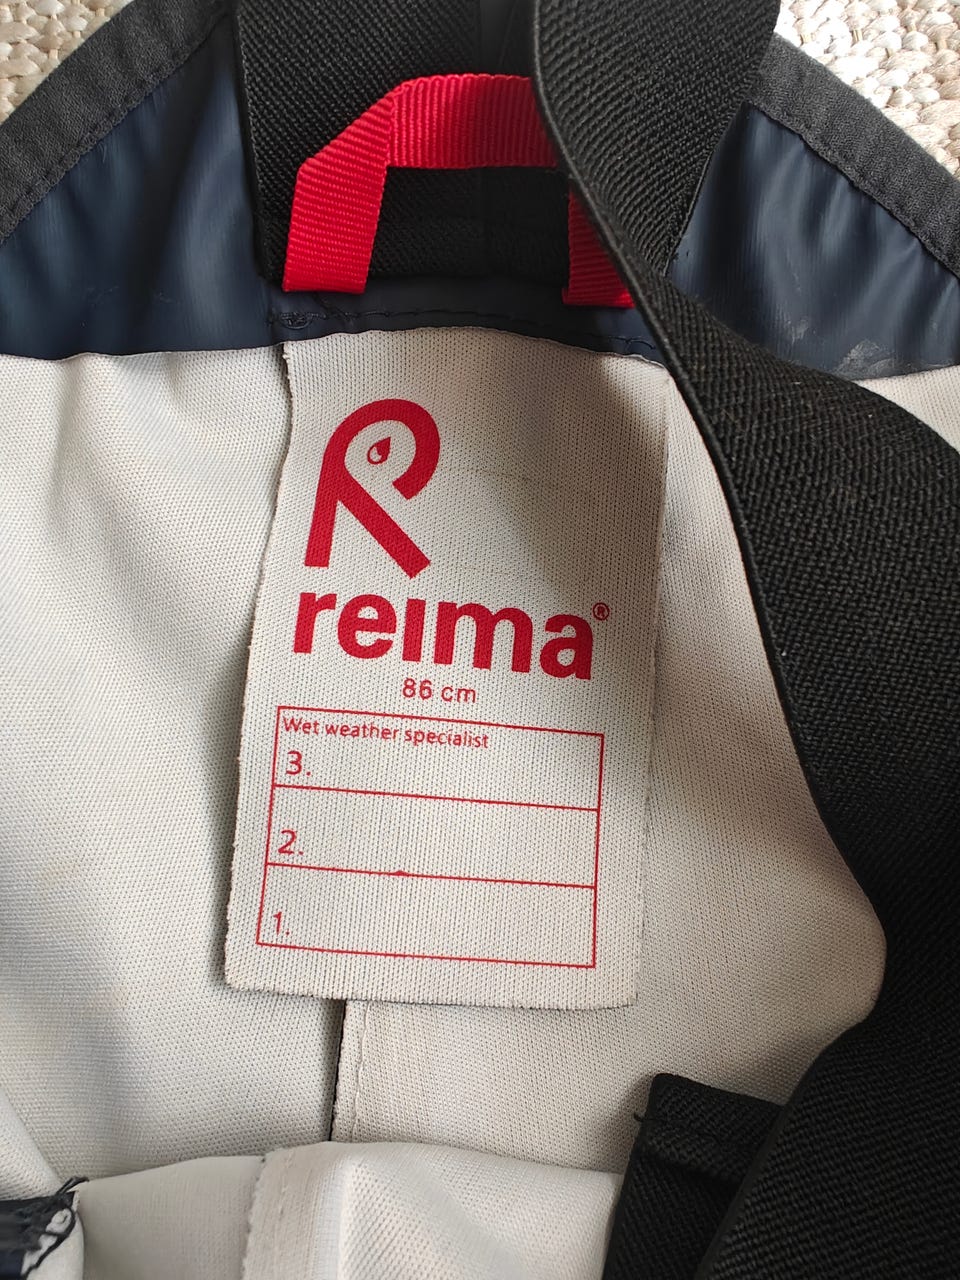 reima®
86 cm
Wet weather specialist
3.
2.
1.